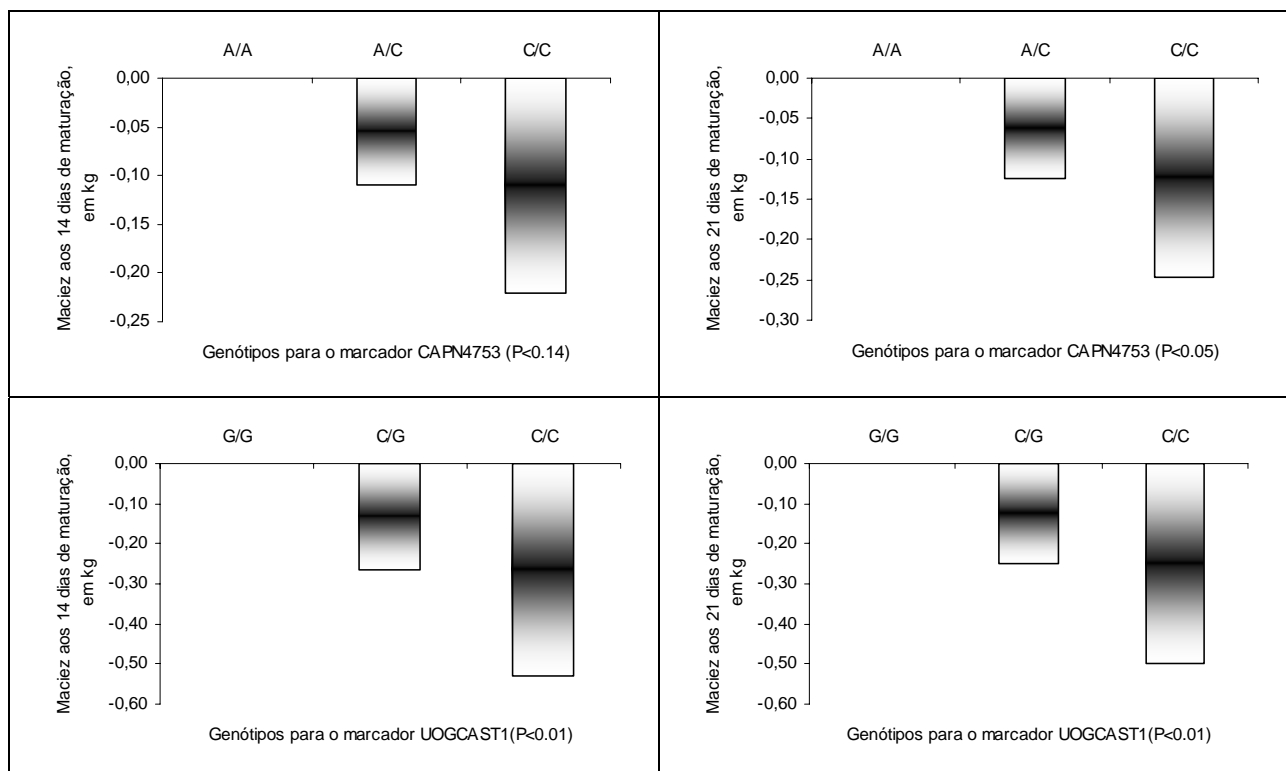 A/A A/C C/C
0,00
-0,05
-0,10
-0,15
-0,20
-0,25
Maciez aos 14 dias de maturação,
em kg
Genótipos para o marcador CAPN4753 (P<0.14)
A/A A/C C/C
0,00
-0,05
-0,10
-0,15
-0,20
-0,25
-0,30
Maciez aos 21 dias de maturação,
em kg
Genótipos para o marcador CAPN4753 (P<0.05)
G/G C/G C/C
0,00
-0,10
-0,20
-0,30
-0,40
-0,50
-0,60
Maciez aos 14 dias de maturação,
em kg
Genótipos para o marcador UOGCAST1(P<0.01)
G/G C/G C/C
0,00
-0,10
-0,20
-0,30
-0,40
-0,50
-0,60
Maciez aos 21 dias de maturação,
em kg
Genótipos para o marcador UOGCAST1(P<0.01)